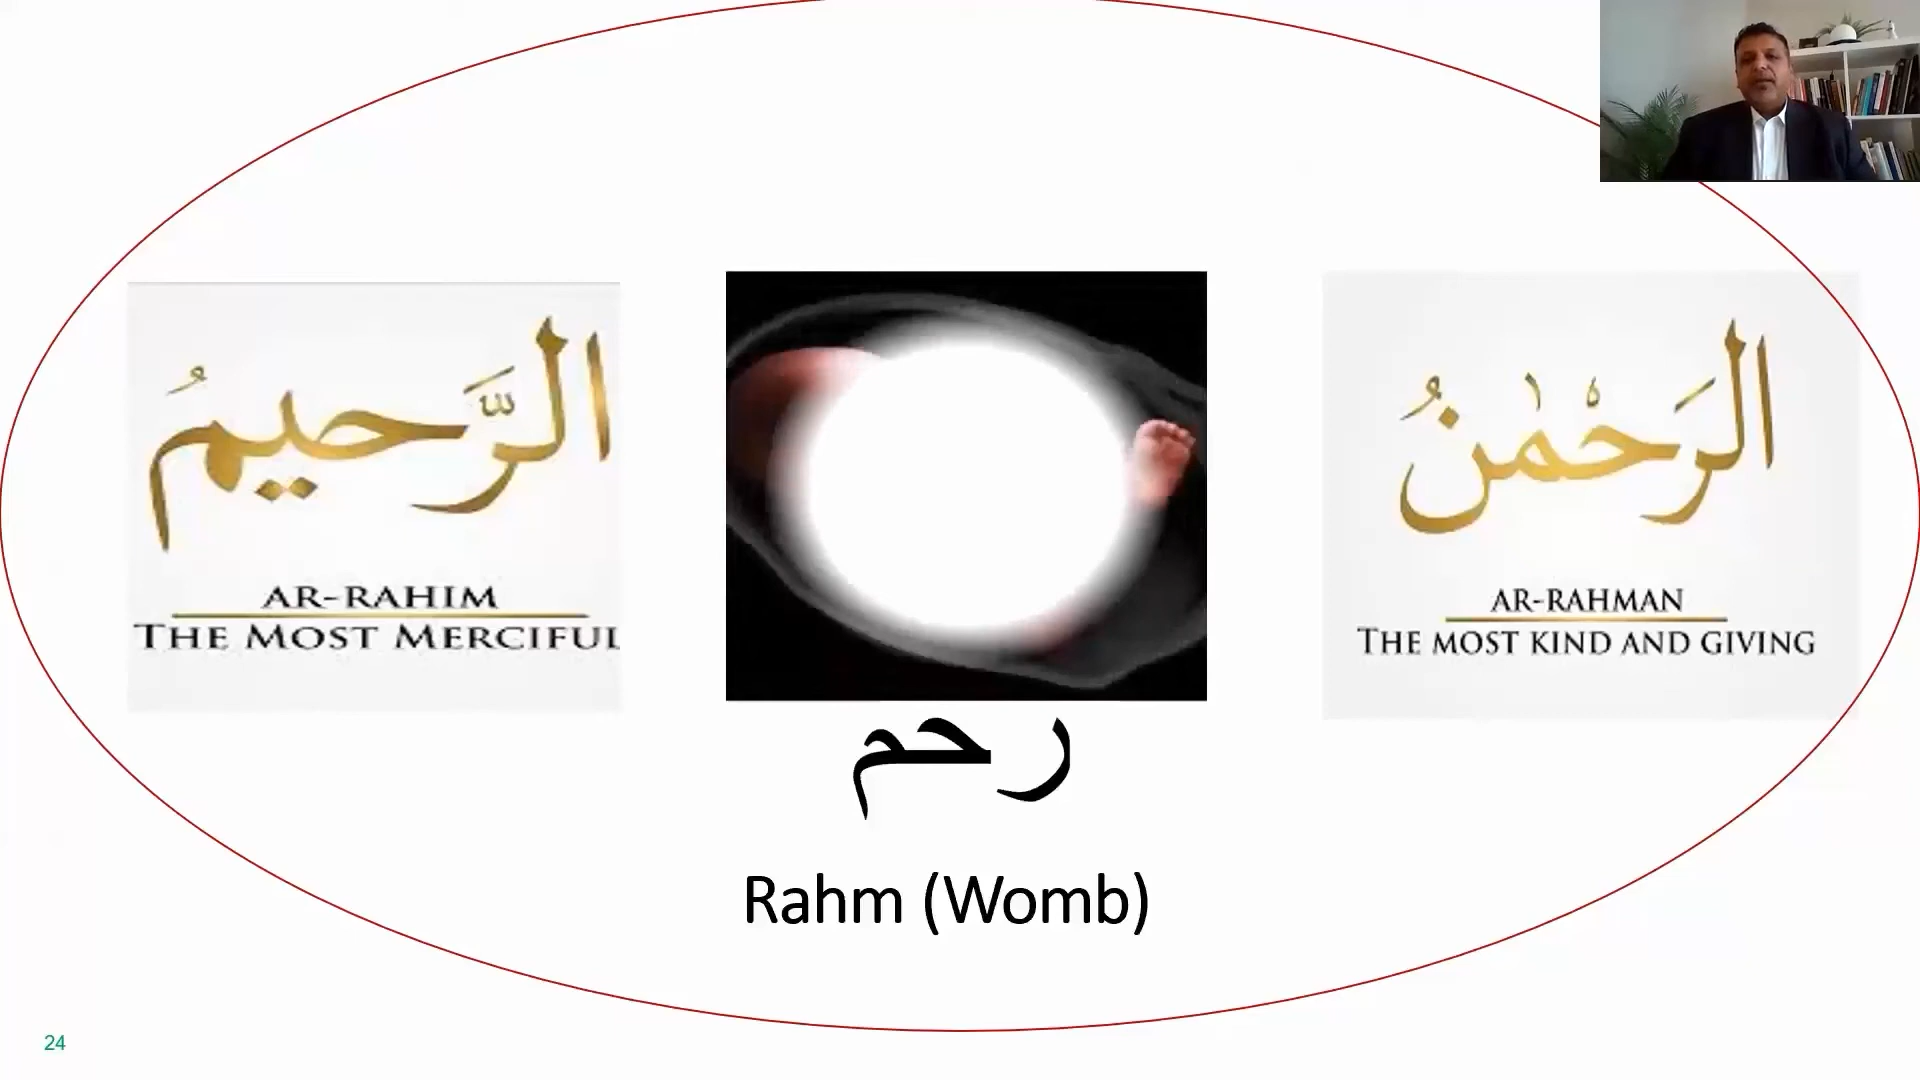 الرَّحِيمُ
AR-RAHIM
THE MOST MERCIFUL
رحم
Rahm (Womb)
الرَحْمٰنُ
AR-RAHMAN
THE MOST KIND AND GIVING
24